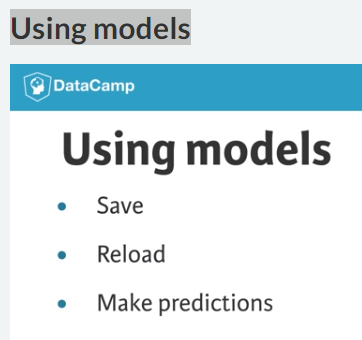 Using models
DataCamp
Using models
• Save
• Reload
• Make predictions